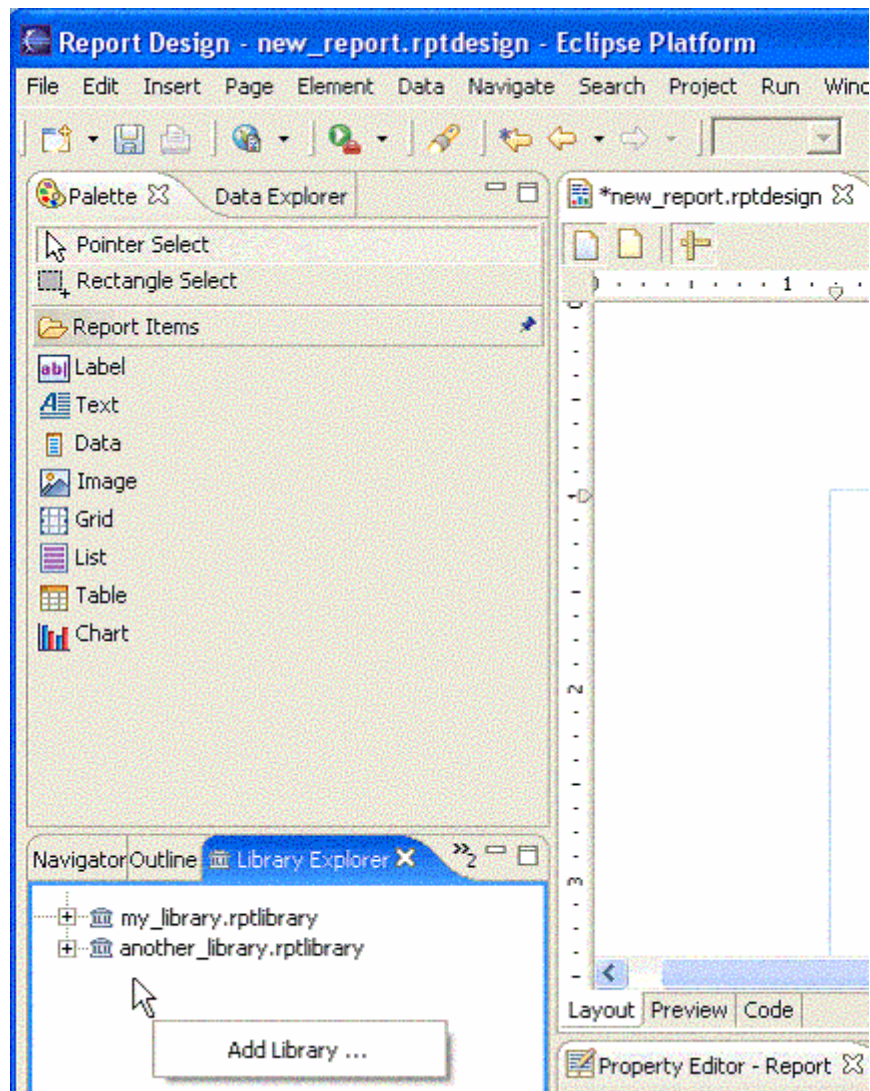 Report Design - new_report.rptdesign - Eclipse Platform
File Edit Insert Page Element Data Navigate Search Project Run Wind
Palette Data Explorer
*new_report.rptdesign
Pointer Select
Rectangle Select
Report Items
Label
Text
Data
Image
Grid
List
Table
Chart
1
2
3
Navigator Outline Library Explorer »2
my_library.rptlibrary
another_library.rptlibrary
Add Library ...
Layout Preview Code
Property Editor - Report